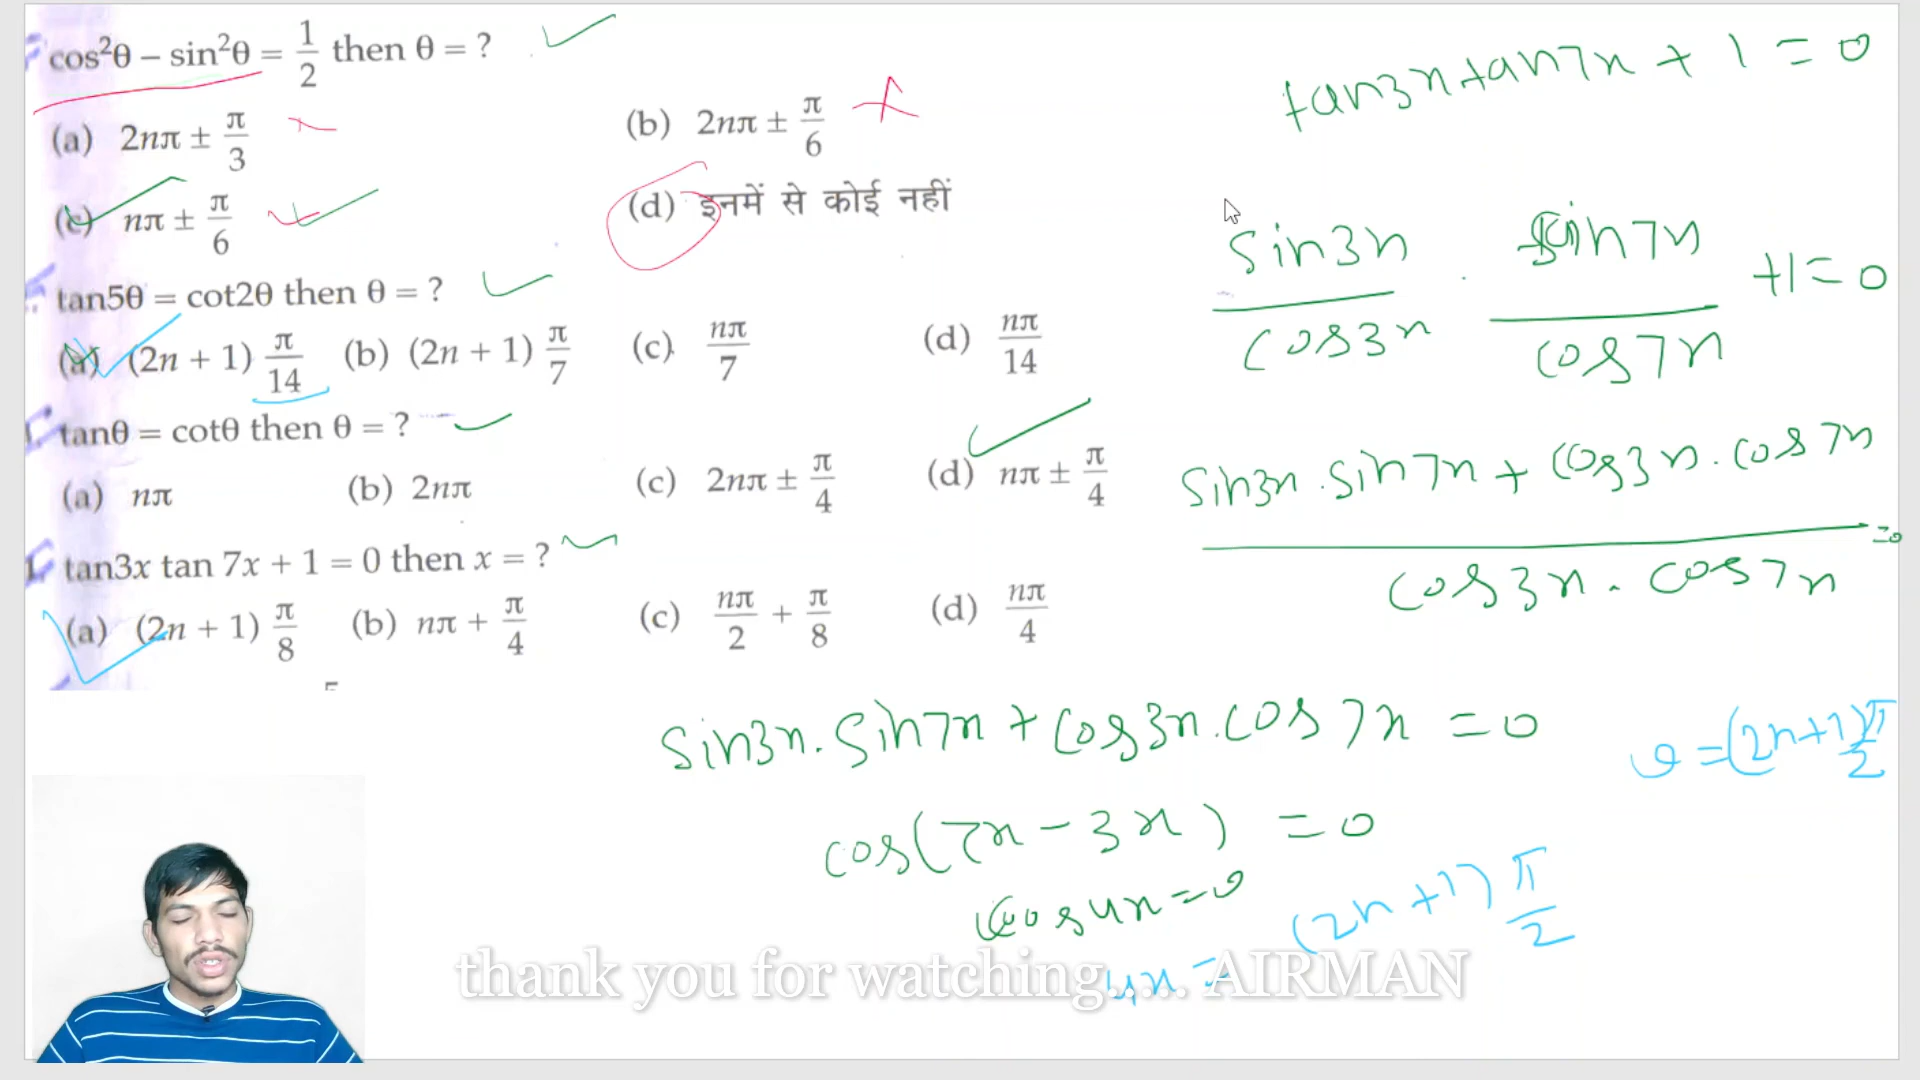 cos²θ – sin²θ = 1/2 then θ = ?
(a) 2nπ ± π/3
(b) 2nπ ± π/6
(c) nπ ± π/6
(d) इनमें से कोई नहीं
tan5θ = cot2θ then θ = ?
(a) (2n + 1) π/14 (b) (2n + 1) π/7 (c) nπ/7 (d) nπ/14
tanθ = cotθ then θ = ?
(a) nπ (b) 2nπ (c) 2nπ ± π/4 (d) nπ ± π/4
tan3x tan 7x + 1 = 0 then x = ?
(a) (2n + 1) π/8 (b) nπ + π/4 (c) nπ/2 + π/8 (d) nπ/4
tan3x tan7x + 1 = 0
sin3x/cos3x . sin7x/cos7x + 1 = 0
sin3x . sin7x + cos3x . cos7x / cos3x . cos7x = 0
sin3x . sin7x + cos3x . cos7x = 0
θ = (2n+1)π/2
cos(7x – 3x) = 0
cos4x = 0
4x = (2n+1) π/2
thank you for watching..... AIRMAN